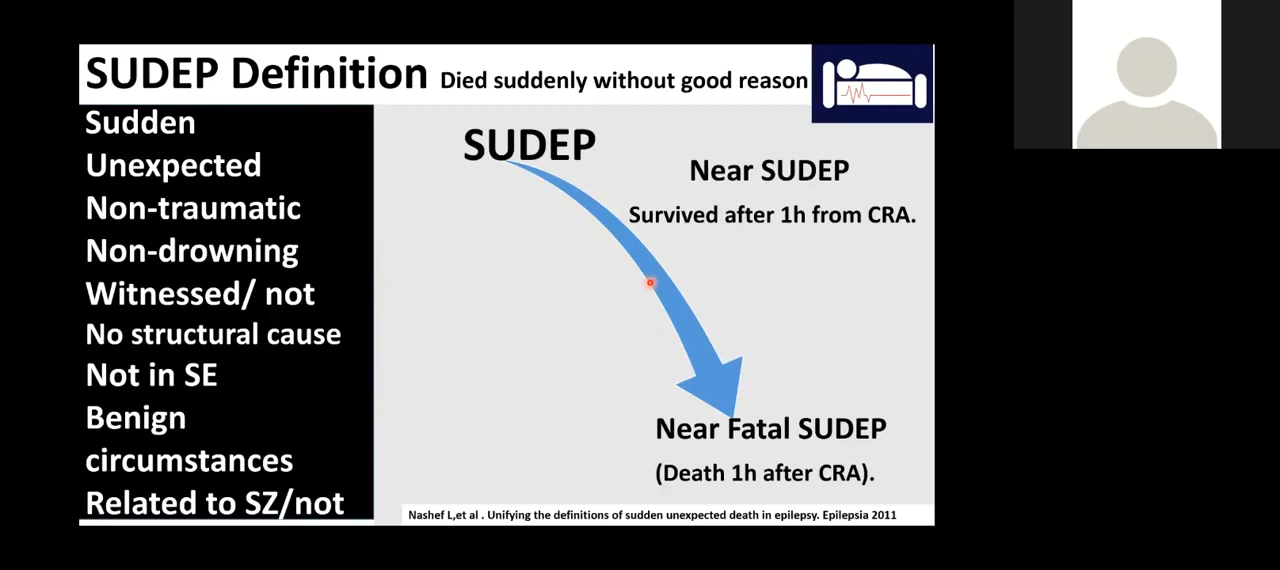 SUDEP Definition Died suddenly without good reason
Sudden
Unexpected
Non-traumatic
Non-drowning
Witnessed/ not
No structural cause
Not in SE
Benign
circumstances
Related to SZ/not
SUDEP
Near SUDEP
Survived after 1h from CRA.
Near Fatal SUDEP
(Death 1h after CRA).
Nashef L,et al . Unifying the definitions of sudden unexpected death in epilepsy. Epilepsia 2011